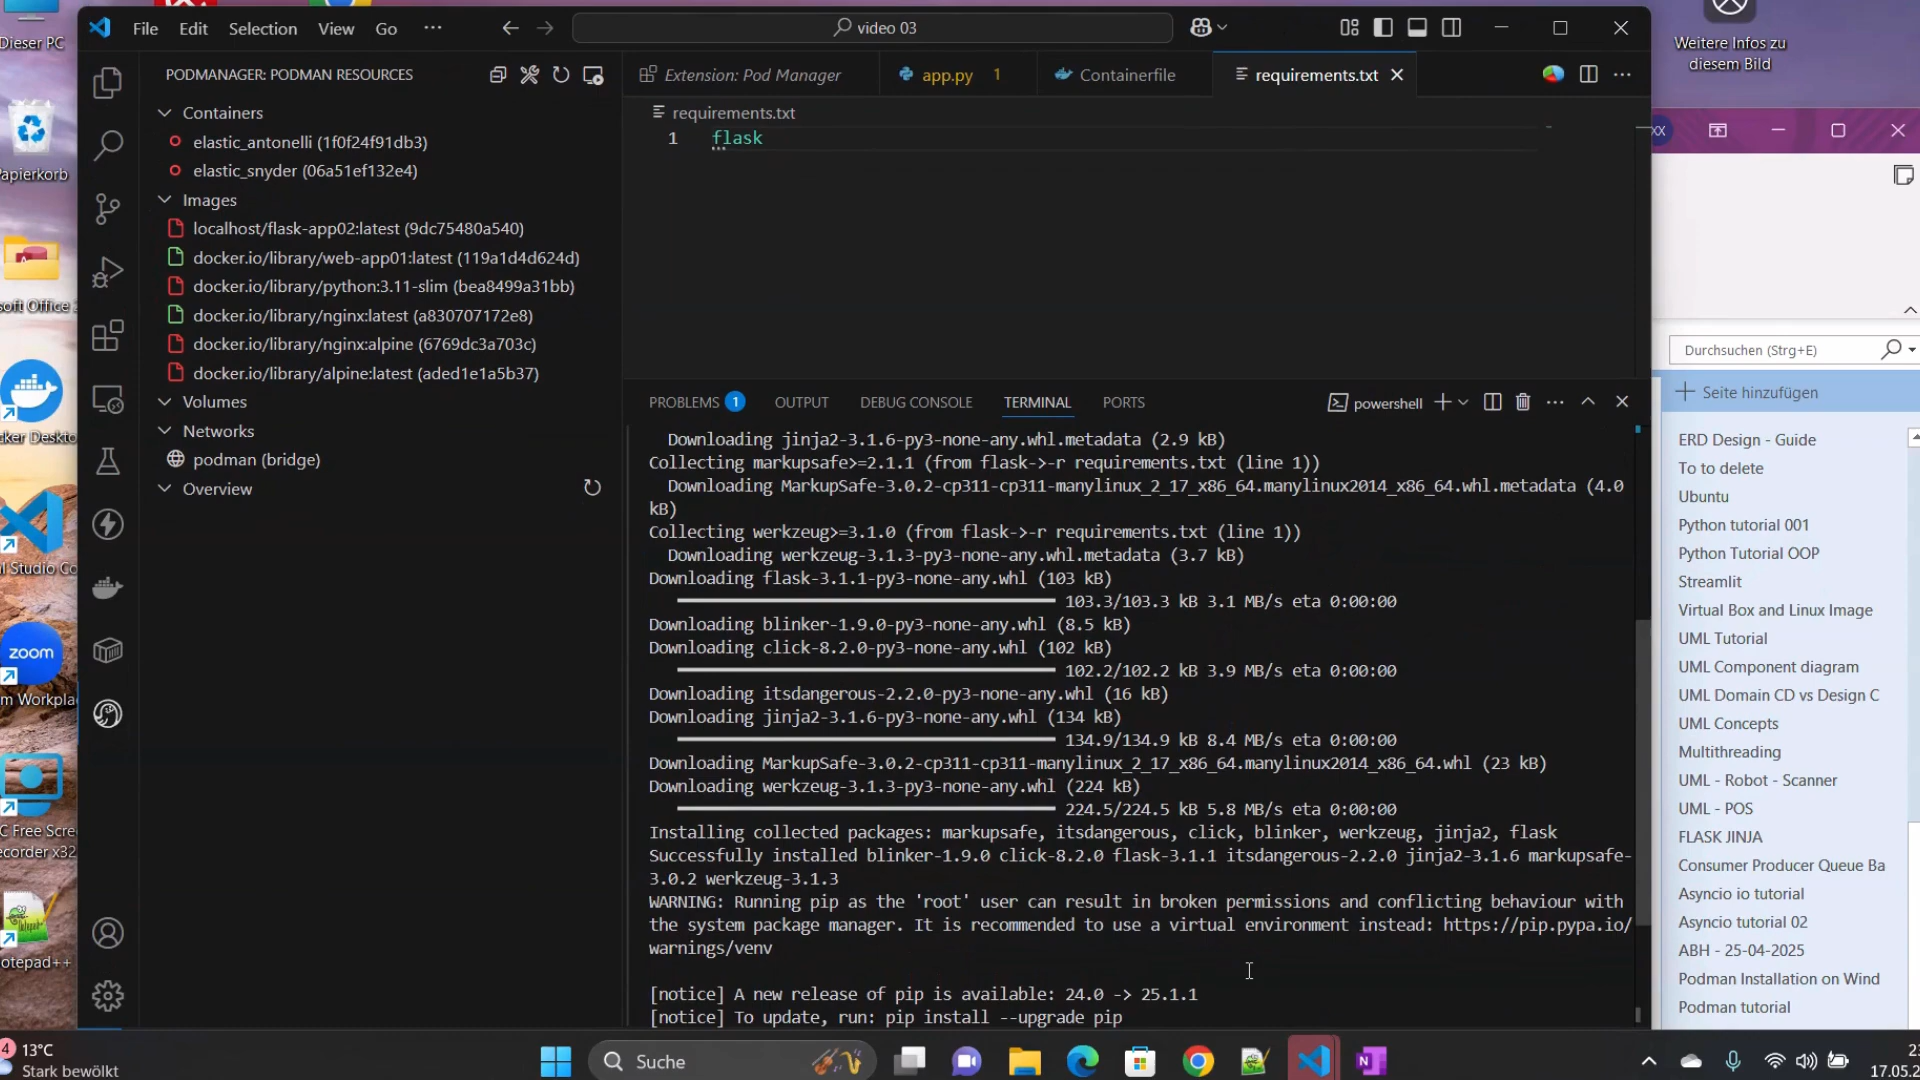 Dieser PC
Papierkorb
soft Office
cker Deskto
zoom
m Workpla
C Free Scre
ecorder x32
otepad++
File Edit Selection View Go
video 03
PODMANAGER: PODMAN RESOURCES
Containers
elastic_antonelli (1f0f24f91db3)
elastic_snyder (06a51ef132e4)
Images
localhost/flask-app02:latest (9dc75480a540)
docker.io/library/web-app01:latest (119a1d4d624d)
docker.io/library/python:3.11-slim (bea8499a31bb)
docker.io/library/nginx:latest (a830707172e8)
docker.io/library/nginx:alpine (6769dc3a703c)
docker.io/library/alpine:latest (aded1e1a5b37)
Volumes
Networks
podman (bridge)
Overview
Extension: Pod Manager
app.py 1
Containerfile
requirements.txt
requirements.txt
1 flask
PROBLEMS 1 OUTPUT DEBUG CONSOLE TERMINAL PORTS
powershell
Downloading jinja2-3.1.6-py3-none-any.whl.metadata (2.9 kB)
Collecting markupsafe>=2.1.1 (from flask->-r requirements.txt (line 1))
Downloading MarkupSafe-3.0.2-cp311-cp311-manylinux_2_17_x86_64.manylinux2014_x86_64.whl.metadata (4.0
kB)
Collecting werkzeug>=3.1.0 (from flask->-r requirements.txt (line 1))
Downloading werkzeug-3.1.3-py3-none-any.whl.metadata (3.7 kB)
Downloading flask-3.1.1-py3-none-any.whl (103 kB)
103.3/103.3 kB 3.1 MB/s eta 0:00:00
Downloading blinker-1.9.0-py3-none-any.whl (8.5 kB)
Downloading click-8.2.0-py3-none-any.whl (102 kB)
102.2/102.2 kB 3.9 MB/s eta 0:00:00
Downloading itsdangerous-2.2.0-py3-none-any.whl (16 kB)
Downloading jinja2-3.1.6-py3-none-any.whl (134 kB)
134.9/134.9 kB 8.4 MB/s eta 0:00:00
Downloading MarkupSafe-3.0.2-cp311-cp311-manylinux_2_17_x86_64.manylinux2014_x86_64.whl (23 kB)
Downloading werkzeug-3.1.3-py3-none-any.whl (224 kB)
224.5/224.5 kB 5.8 MB/s eta 0:00:00
Installing collected packages: markupsafe, itsdangerous, click, blinker, werkzeug, jinja2, flask
Successfully installed blinker-1.9.0 click-8.2.0 flask-3.1.1 itsdangerous-2.2.0 jinja2-3.1.6 markupsafe-
3.0.2 werkzeug-3.1.3
WARNING: Running pip as the 'root' user can result in broken permissions and conflicting behaviour with
the system package manager. It is recommended to use a virtual environment instead: https://pip.pypa.io/
warnings/venv
[notice] A new release of pip is available: 24.0 -> 25.1.1
[notice] To update, run: pip install --upgrade pip
Weitere Infos zu
diesem Bild
Durchsuchen (Strg+E)
Seite hinzufügen
ERD Design - Guide
To to delete
Ubuntu
Python tutorial 001
Python Tutorial OOP
Streamlit
Virtual Box and Linux Image
UML Tutorial
UML Component diagram
UML Domain CD vs Design C
UML Concepts
Multithreading
UML - Robot - Scanner
UML - POS
FLASK JINJA
Consumer Producer Queue Ba
Asyncio io tutorial
Asyncio tutorial 02
ABH - 25-04-2025
Podman Installation on Wind
Podman tutorial
4
13°C
Stark bewölkt
Suche
17.05.2